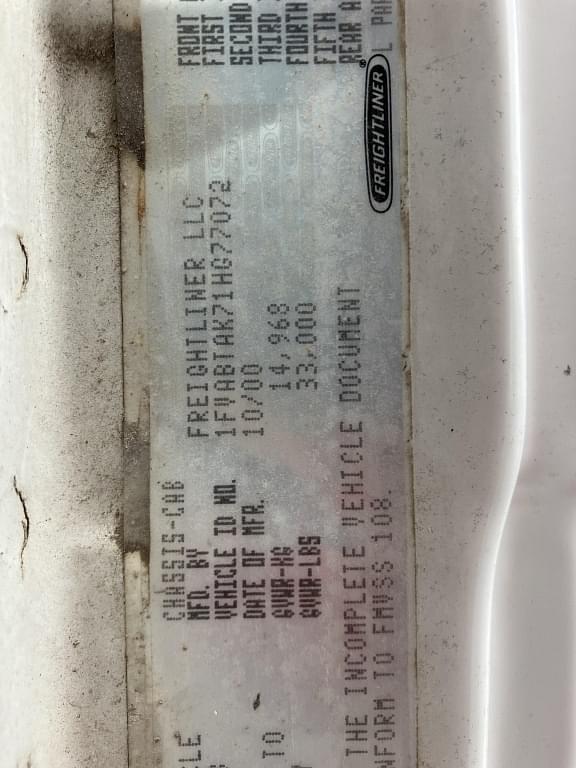 CHASSIS-CAB
MFD. BY FREIGHTLINER LLC FRONT
VEHICLE ID NO. 1FVABTAK71HG77072 FIRST
DATE OF MFR. 10/00 SECOND
TO GVWR-KG 14,968 THIRD
GVWR-LBS 33,000 FOURTH
FIFTH
THE INCOMPLETE VEHICLE DOCUMENT REAR
NFORM TO FMVSS 108.
FREIGHTLINER®